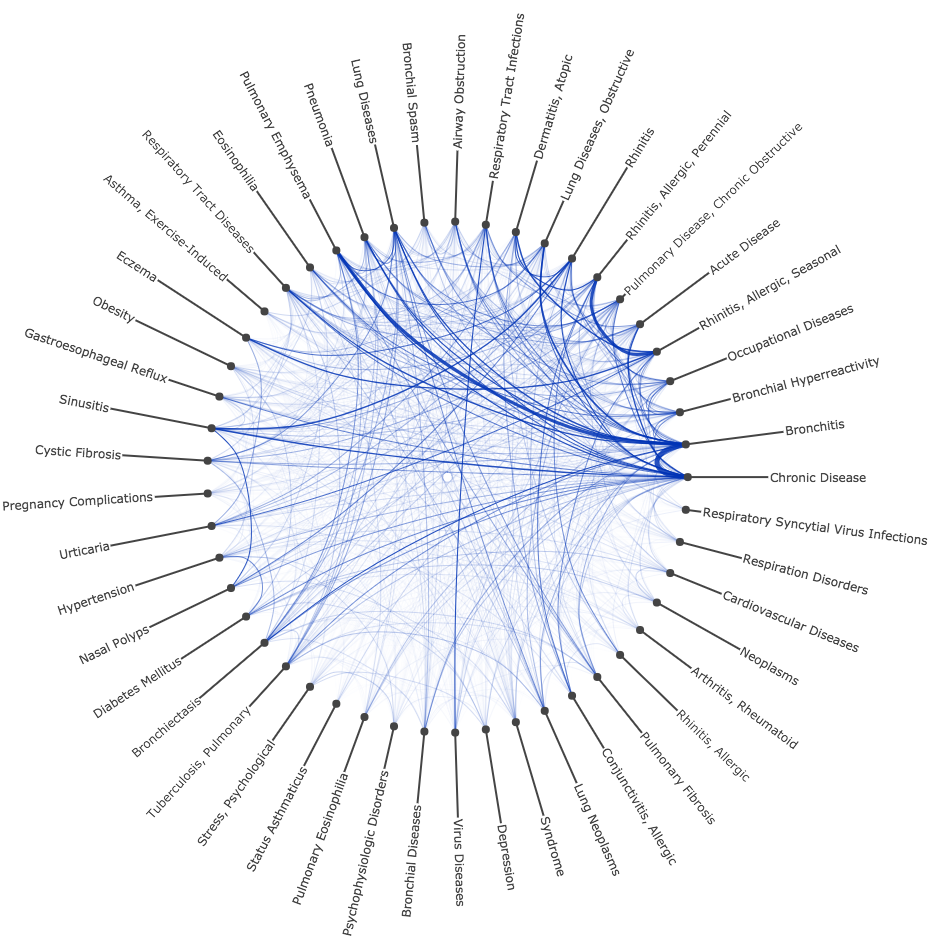 Respiratory Tract Infections
Airway Obstruction
Bronchial Spasm
Lung Diseases
Pneumonia
Pulmonary Emphysema
Eosinophilia
Respiratory Tract Diseases
Asthma, Exercise-Induced
Eczema
Obesity
Gastroesophageal Reflux
Sinusitis
Cystic Fibrosis
Pregnancy Complications
Urticaria
Hypertension
Nasal Polyps
Diabetes Mellitus
Bronchiectasis
Tuberculosis, Pulmonary
Stress, Psychological
Status Asthmaticus
Pulmonary Eosinophilia
Psychophysiologic Disorders
Bronchial Diseases
Virus Diseases
Depression
Syndrome
Lung Neoplasms
Conjunctivitis, Allergic
Pulmonary Fibrosis
Rhinitis, Allergic
Arthritis, Rheumatoid
Neoplasms
Cardiovascular Diseases
Respiration Disorders
Respiratory Syncytial Virus Infections
Chronic Disease
Bronchitis
Bronchial Hyperreactivity
Occupational Diseases
Rhinitis, Allergic, Seasonal
Acute Disease
Pulmonary Disease, Chronic Obstructive
Rhinitis, Allergic, Perennial
Rhinitis
Lung Diseases, Obstructive
Dermatitis, Atopic